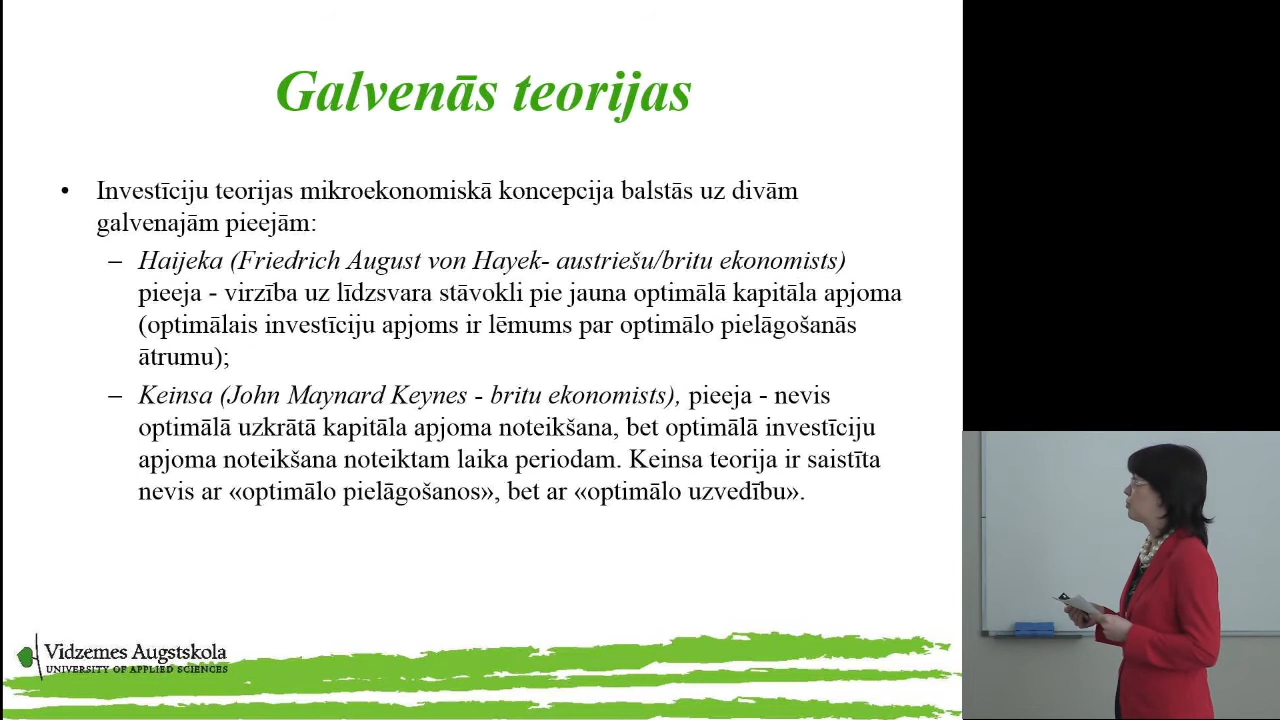 Galvenās teorijas
• Investīciju teorijas mikroekonomiskā koncepcija balstās uz divām
galvenajām pieejām:
– Haijeka (Friedrich August von Hayek- austriešu/britu ekonomists)
pieeja - virzība uz līdzsvara stāvokli pie jauna optimālā kapitāla apjoma
(optimālais investīciju apjoms ir lēmums par optimālo pielāgošanās
ātrumu);
– Keinsa (John Maynard Keynes - britu ekonomists), pieeja - nevis
optimālā uzkrātā kapitāla apjoma noteikšana, bet optimālā investīciju
apjoma noteikšana noteiktam laika periodam. Keinsa teorija ir saistīta
nevis ar «optimālo pielāgošanos», bet ar «optimālo uzvedību».
Vidzemes Augstskola
UNIVERSITY OF APPLIED SCIENCES